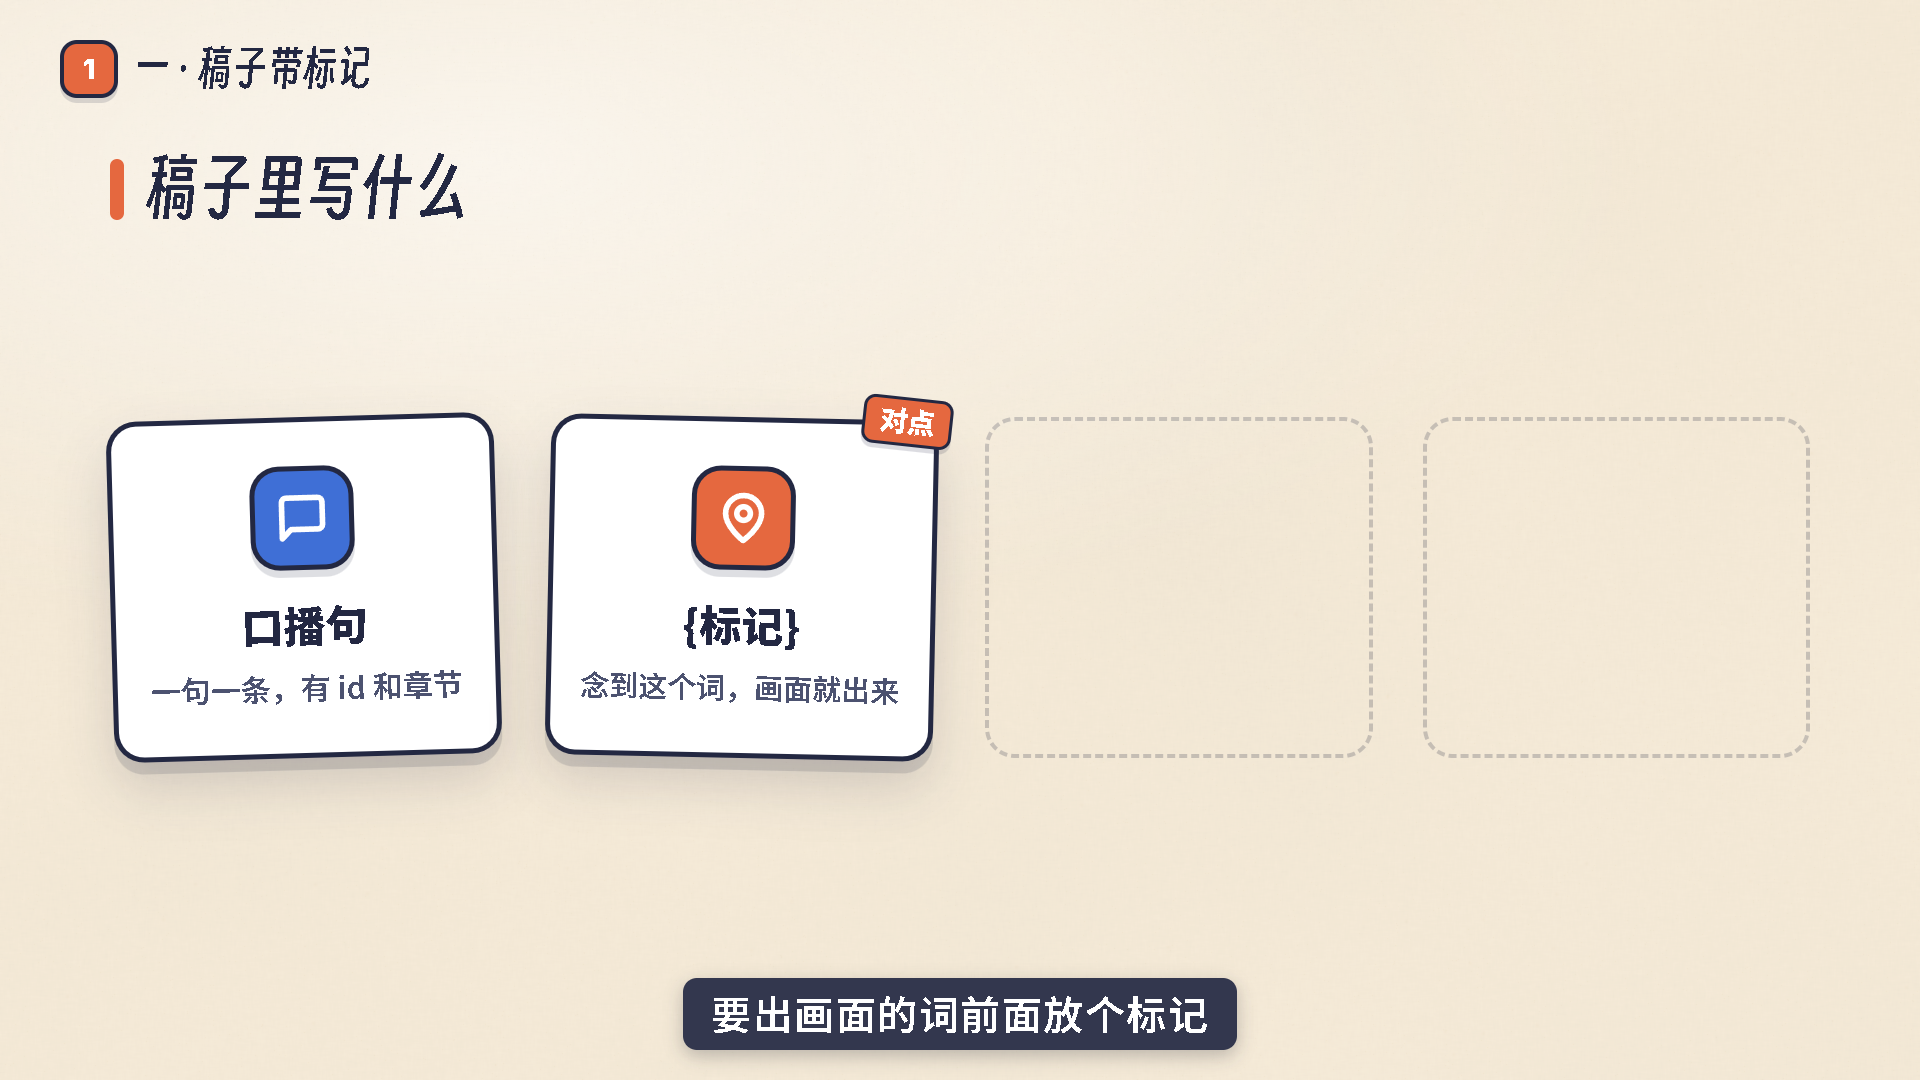 1 一 · 稿子带标记
稿子里写什么
对点
口播句
一句一条，有 id 和章节
{标记}
念到这个词，画面就出来
要出画面的词前面放个标记